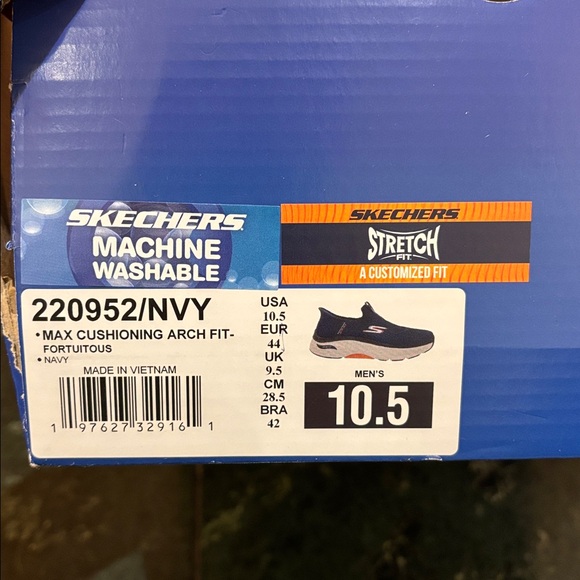 SKECHERS
MACHINE
WASHABLE
SKECHERS
STRETCH
FIT
A CUSTOMIZED FIT
220952/NVY
• MAX CUSHIONING ARCH FIT-
FORTUITOUS
• NAVY
MADE IN VIETNAM
1 97627 32916 1
USA
10.5
EUR
44
UK
9.5
CM
28.5
BRA
42
MEN'S
10.5